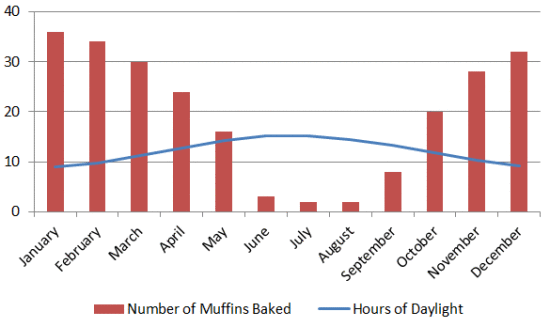 40
30
20
10
0
January
February
March
April
May
June
July
August
September
October
November
December
Number of Muffins Baked
Hours of Daylight